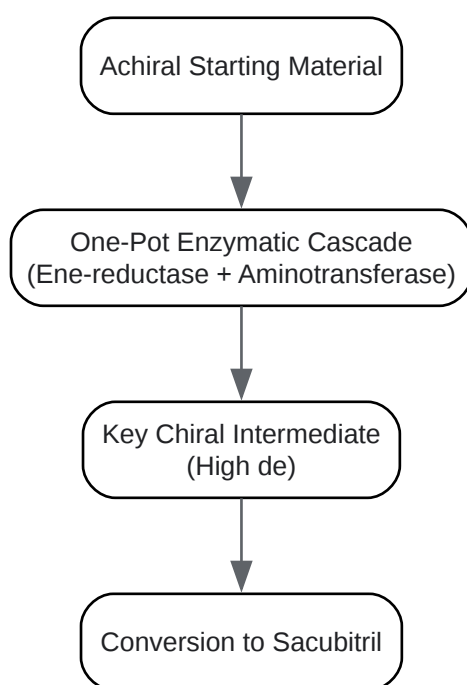 Achiral Starting Material
One-Pot Enzymatic Cascade
(Ene-reductase + Aminotransferase)
Key Chiral Intermediate
(High de)
Conversion to Sacubitril